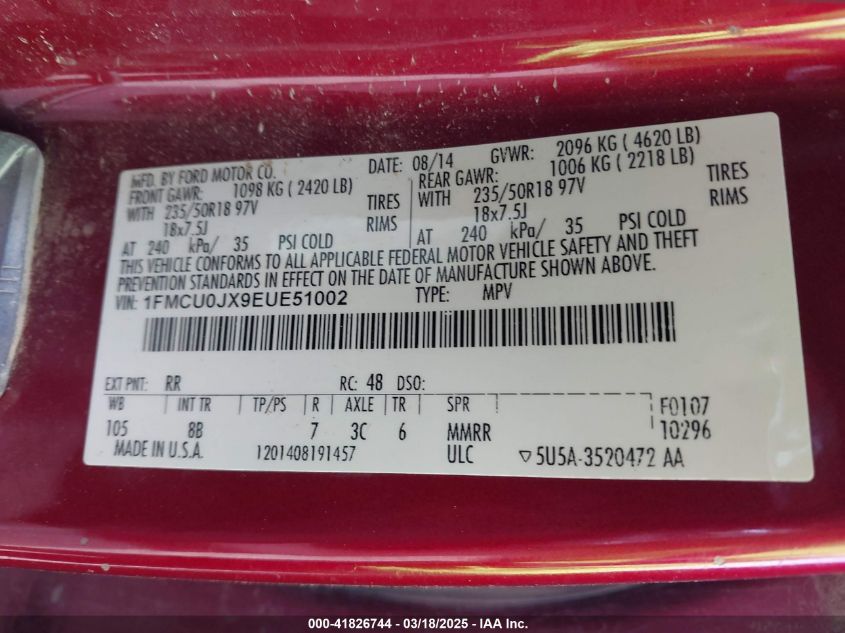 MFD. BY FORD MOTOR CO. DATE: 08/14 GVWR: 2096 KG ( 4620 LB)
FRONT GAWR: 1098 KG ( 2420 LB) REAR GAWR: 1006 KG ( 2218 LB)
WITH 235/50R18 97V TIRES WITH 235/50R18 97V TIRES
18x7.5J RIMS 18x7.5J RIMS
AT 240 kPa/ 35 PSI COLD AT 240 kPa/ 35 PSI COLD
THIS VEHICLE CONFORMS TO ALL APPLICABLE FEDERAL MOTOR VEHICLE SAFETY AND THEFT
PREVENTION STANDARDS IN EFFECT ON THE DATE OF MANUFACTURE SHOWN ABOVE.
VIN: 1FMCU0JX9EUE51002 TYPE: MPV
EXT PNT: RR RC: 48 DSO:
WB INT TR TP/PS R AXLE TR SPR F0107
105 8B 7 3C 6 MMRR 10296
MADE IN U.S.A. 1201408191457 ULC ▽5U5A-3520472 AA
000-41826744 — 03/18/2025 — IAA Inc.